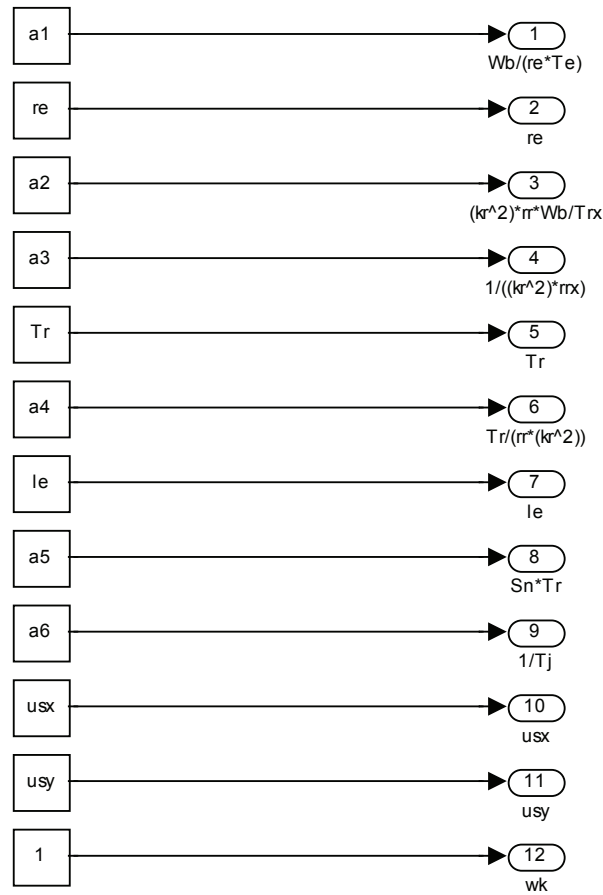 a1 1
Wb/(re*Te)
re 2
re
a2 3
(kr^2)*rr*Wb/Trx
a3 4
1/((kr^2)*rrx)
Tr 5
Tr
a4 6
Tr/(rr*(kr^2))
le 7
le
a5 8
Sn*Tr
a6 9
1/Tj
usx 10
usx
usy 11
usy
1 12
wk